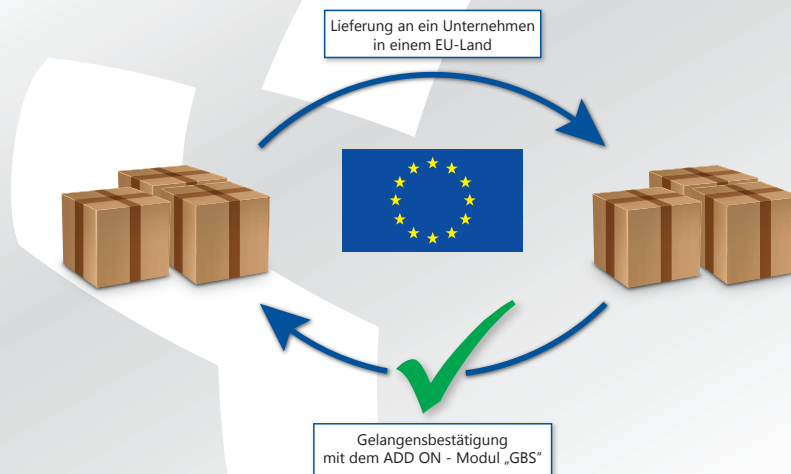 Lieferung an ein Unternehmen
in einem EU-Land
Gelangensbestätigung
mit dem ADD ON - Modul „GBS“